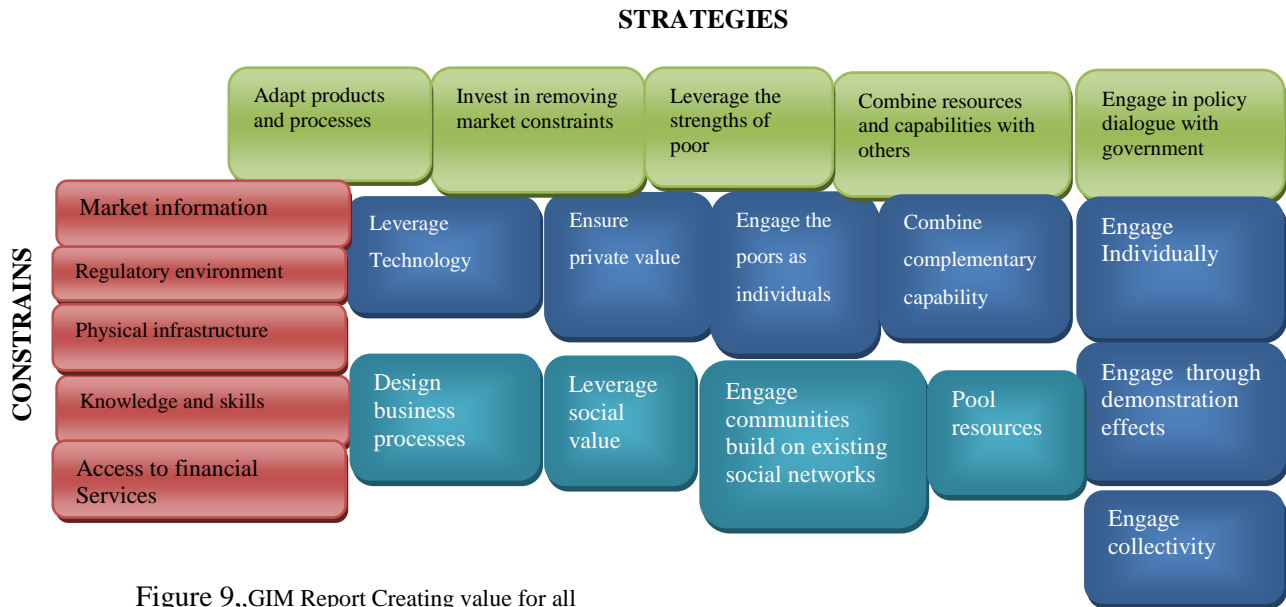 STRATEGIES
Adapt products
and processes
Invest in removing
market constraints
Leverage the
strengths of
poor
Combine resources
and capabilities with
others
Engage in policy
dialogue with
government
CONSTRAINS
Market information
Regulatory environment
Physical infrastructure
Knowledge and skills
Access to financial
Services
Leverage
Technology
Ensure
private value
Engage the
poors as
individuals
Combine
complementary
capability
Engage
Individually
Design
business
processes
Leverage
social
value
Engage
communities
build on existing
social networks
Pool
resources
Engage through
demonstration
effects
Engage
collectivity
Figure 9,,GIM Report Creating value for all